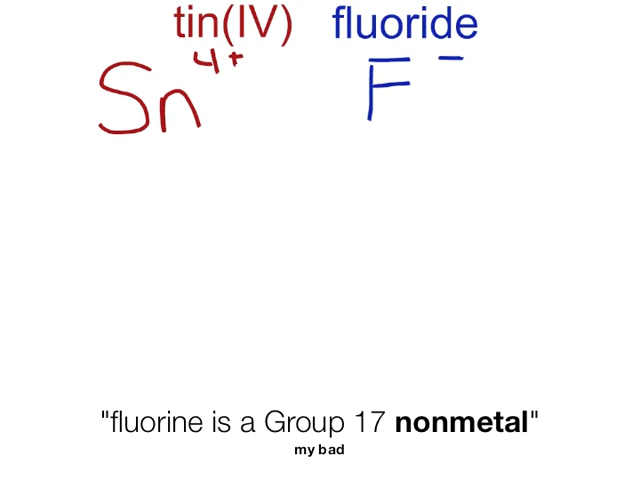 tin(IV) fluoride
Sn⁴⁺ F⁻
"fluorine is a Group 17 nonmetal"
my bad